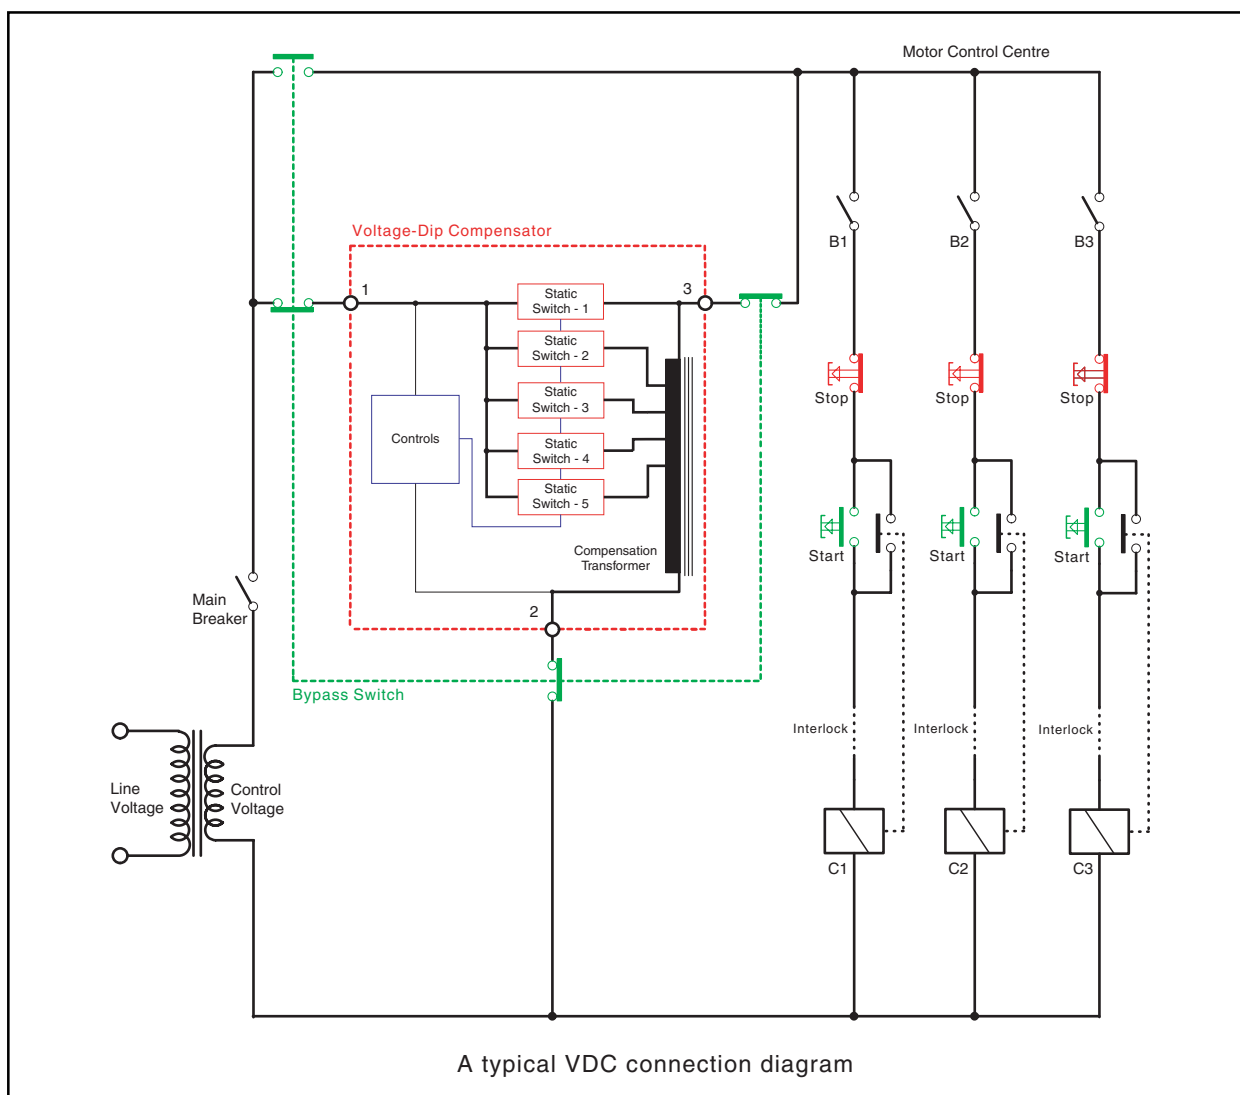 Motor Control Centre
Voltage-Dip Compensator
B1
B2
B3
1
3
Static
Switch - 1
Static
Switch - 2
Static
Switch - 3
Static
Switch - 4
Static
Switch - 5
Controls
Stop
Stop
Stop
Compensation
Transformer
Start
Start
Start
Main
Breaker
2
Bypass Switch
Interlock
Interlock
Interlock
Line
Voltage
Control
Voltage
C1
C2
C3
A typical VDC connection diagram